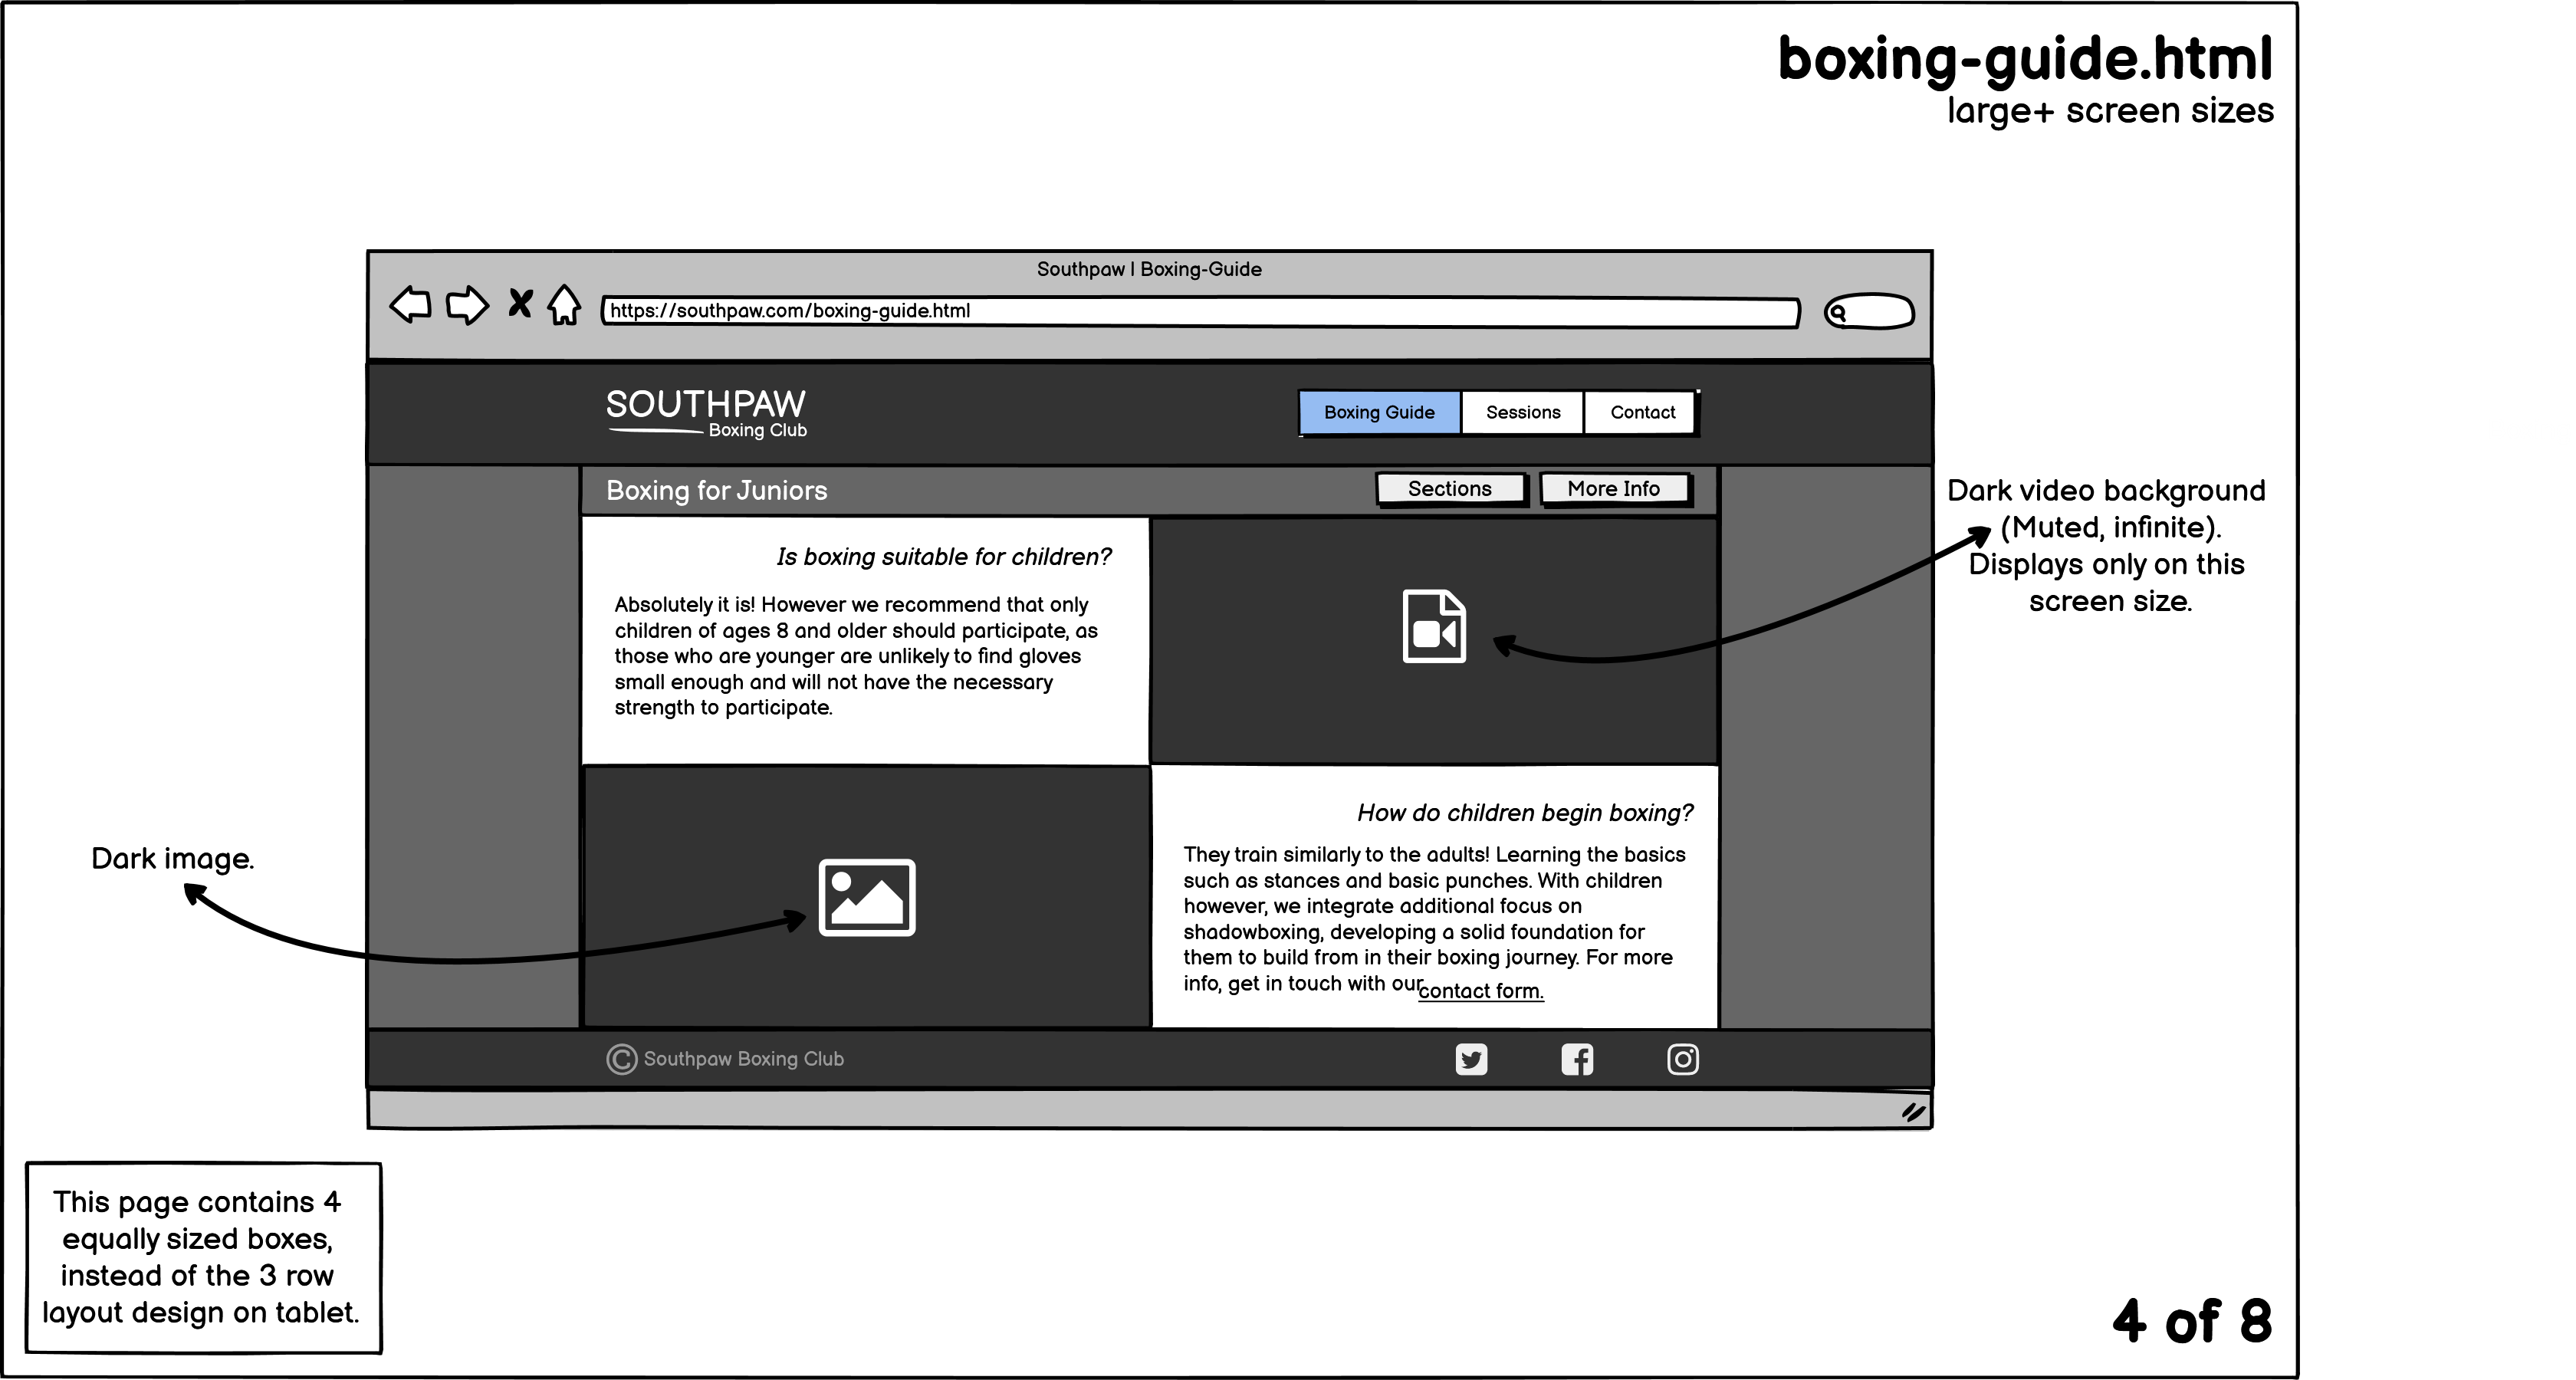 boxing-guide.html
large+ screen sizes
Southpaw | Boxing-Guide
https://southpaw.com/boxing-guide.html
SOUTHPAW
Boxing Club
Boxing Guide
Sessions
Contact
Boxing for Juniors
Sections
More Info
Is boxing suitable for children?
Absolutely it is! However we recommend that only
children of ages 8 and older should participate, as
those who are younger are unlikely to find gloves
small enough and will not have the necessary
strength to participate.
Dark video background
(Muted, infinite).
Displays only on this
screen size.
Dark image.
How do children begin boxing?
They train similarly to the adults! Learning the basics
such as stances and basic punches. With children
however, we integrate additional focus on
shadowboxing, developing a solid foundation for
them to build from in their boxing journey. For more
info, get in touch with our contact form.
© Southpaw Boxing Club
This page contains 4
equally sized boxes,
instead of the 3 row
layout design on tablet.
4 of 8